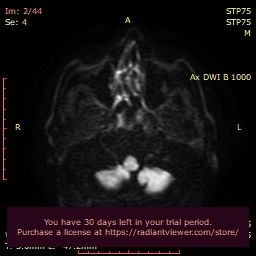 Im: 2/44
Se: 4
STP75
STP75
M
A
Ax DWI B 1000
R
L
You have 30 days left in your trial period.
Purchase a license at https://radiantviewer.com/store/